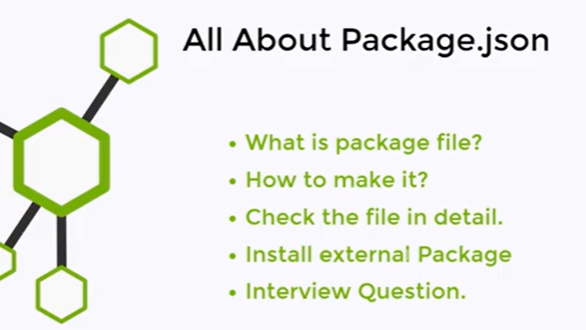 All About Package.json
• What is package file?
• How to make it?
• Check the file in detail.
• Install external Package
• Interview Question.